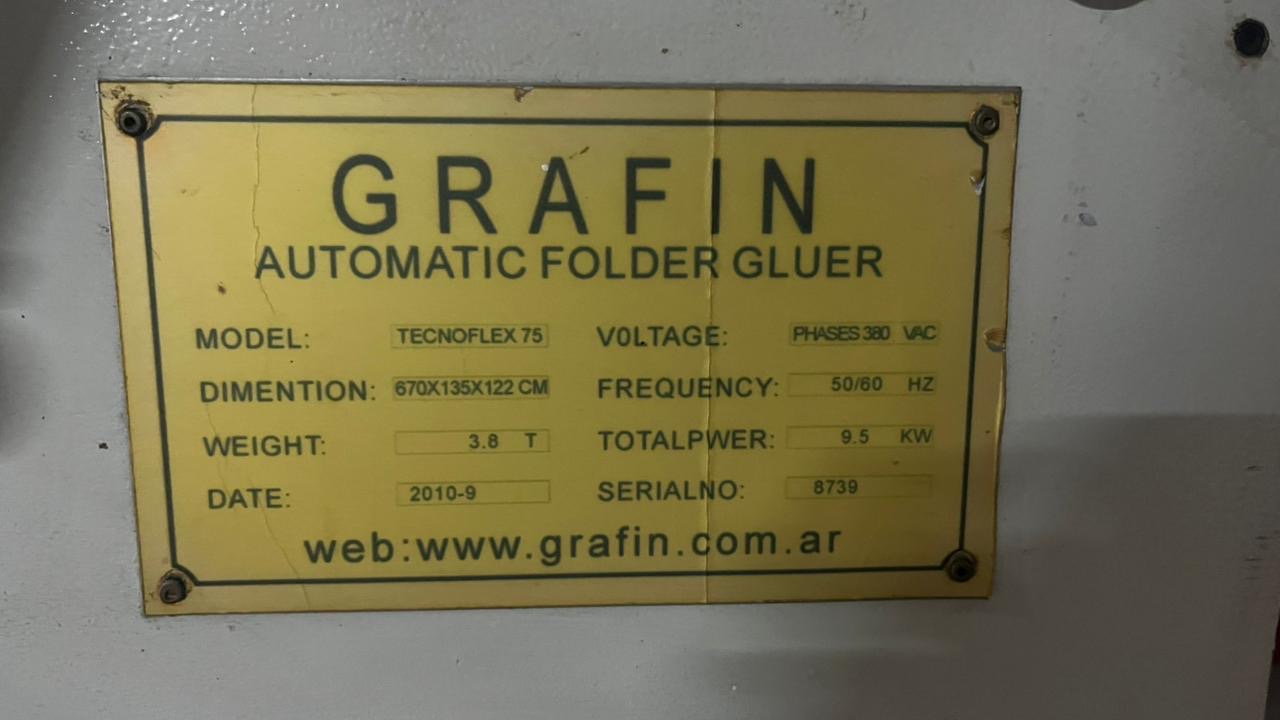 GRAFIN
AUTOMATIC FOLDER GLUER
MODEL: TECNOFLEX 75 V0LTAGE: PHASES 380 VAC
DIMENTION: 670X135X122 CM FREQUENCY: 50/60 HZ
WEIGHT: 3.8 T TOTALPWER: 9.5 KW
DATE: 2010-9 SERIALNO: 8739
web:www.grafin.com.ar